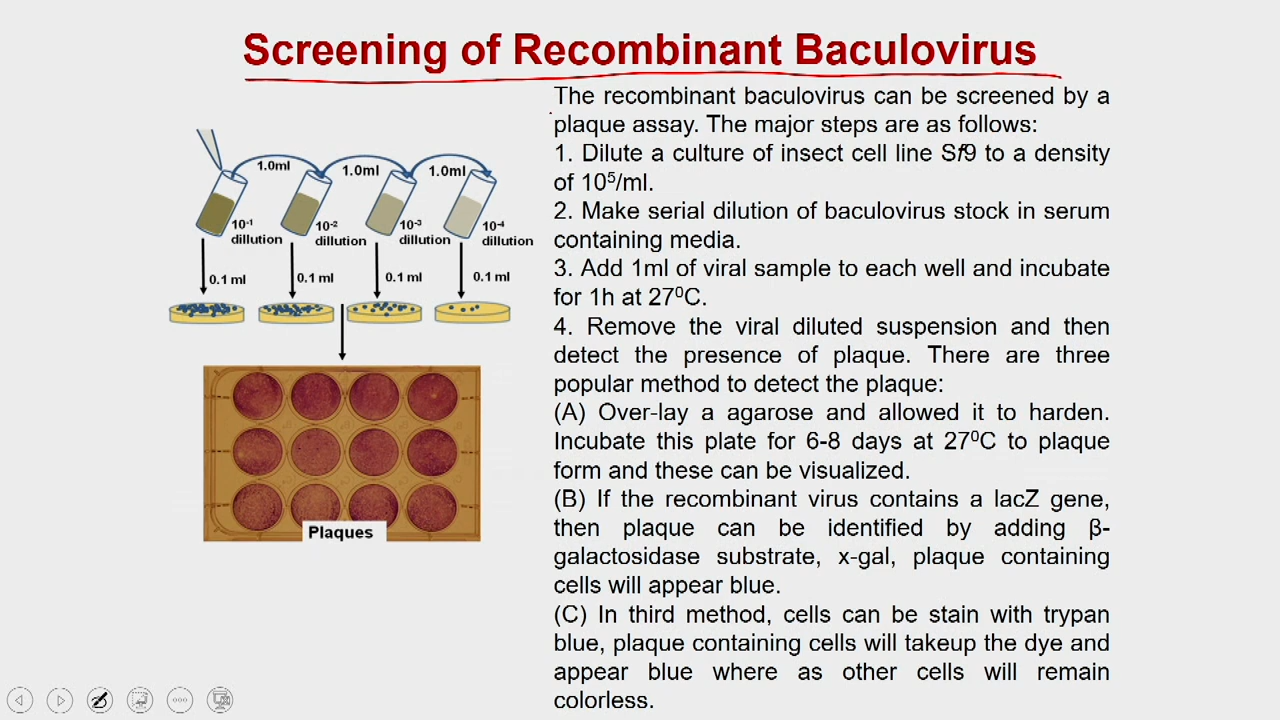 Screening of Recombinant Baculovirus
1.0ml
1.0ml
1.0ml
10-1
dillution
10-2
dillution
10-3
dillution
10-4
dillution
0.1 ml
0.1 ml
0.1 ml
0.1 ml
Plaques
The recombinant baculovirus can be screened by a
plaque assay. The major steps are as follows:
1. Dilute a culture of insect cell line Sf9 to a density
of 10⁵/ml.
2. Make serial dilution of baculovirus stock in serum
containing media.
3. Add 1ml of viral sample to each well and incubate
for 1h at 27⁰C.
4. Remove the viral diluted suspension and then
detect the presence of plaque. There are three
popular method to detect the plaque:
(A) Over-lay a agarose and allowed it to harden.
Incubate this plate for 6-8 days at 27⁰C to plaque
form and these can be visualized.
(B) If the recombinant virus contains a lacZ gene,
then plaque can be identified by adding β-
galactosidase substrate, x-gal, plaque containing
cells will appear blue.
(C) In third method, cells can be stain with trypan
blue, plaque containing cells will takeup the dye and
appear blue where as other cells will remain
colorless.